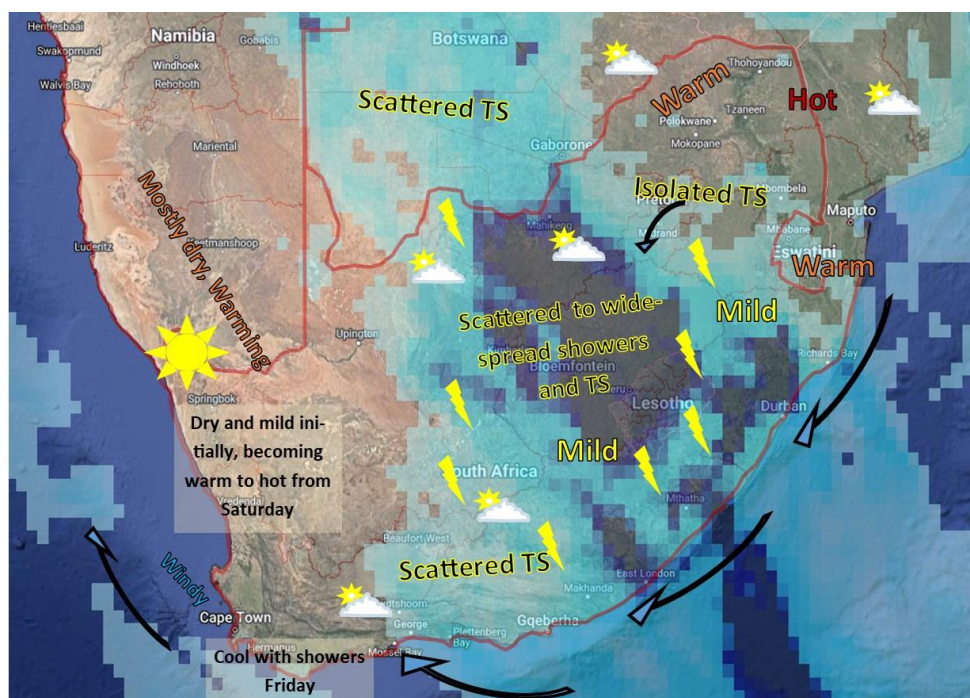 Hentiesbaai
Swakopmund
Walvis Bay
Namibia
Windhoek
Rehoboth
Gobabis
Botswana
Scattered TS
Gaborone
Warm
Thohoyandou
Hot
Tzaneen
Polokwane
Mokopane
Mariental
Isolated TS
Maputo
Mahikeng
Mbabane
Eswatini
Warm
Luderitz
Keetmanshoop
Mostly dry, Warming
Mild
Scattered to wide-
spread showers
and TS
Upington
Bloemfontein
Richards Bay
Lesotho
Durban
Springbok
Dry and mild ini-
tially, becoming
warm to hot from
Saturday
Mild
South Africa
Vredendal
Mthatha
Beaufort West
Scattered TS
Windy
East London
Makhanda
Cape Town
George
Plettenberg
Bay
Gqeberha
Hermanus
Mossel Bay
Cool with showers
Friday